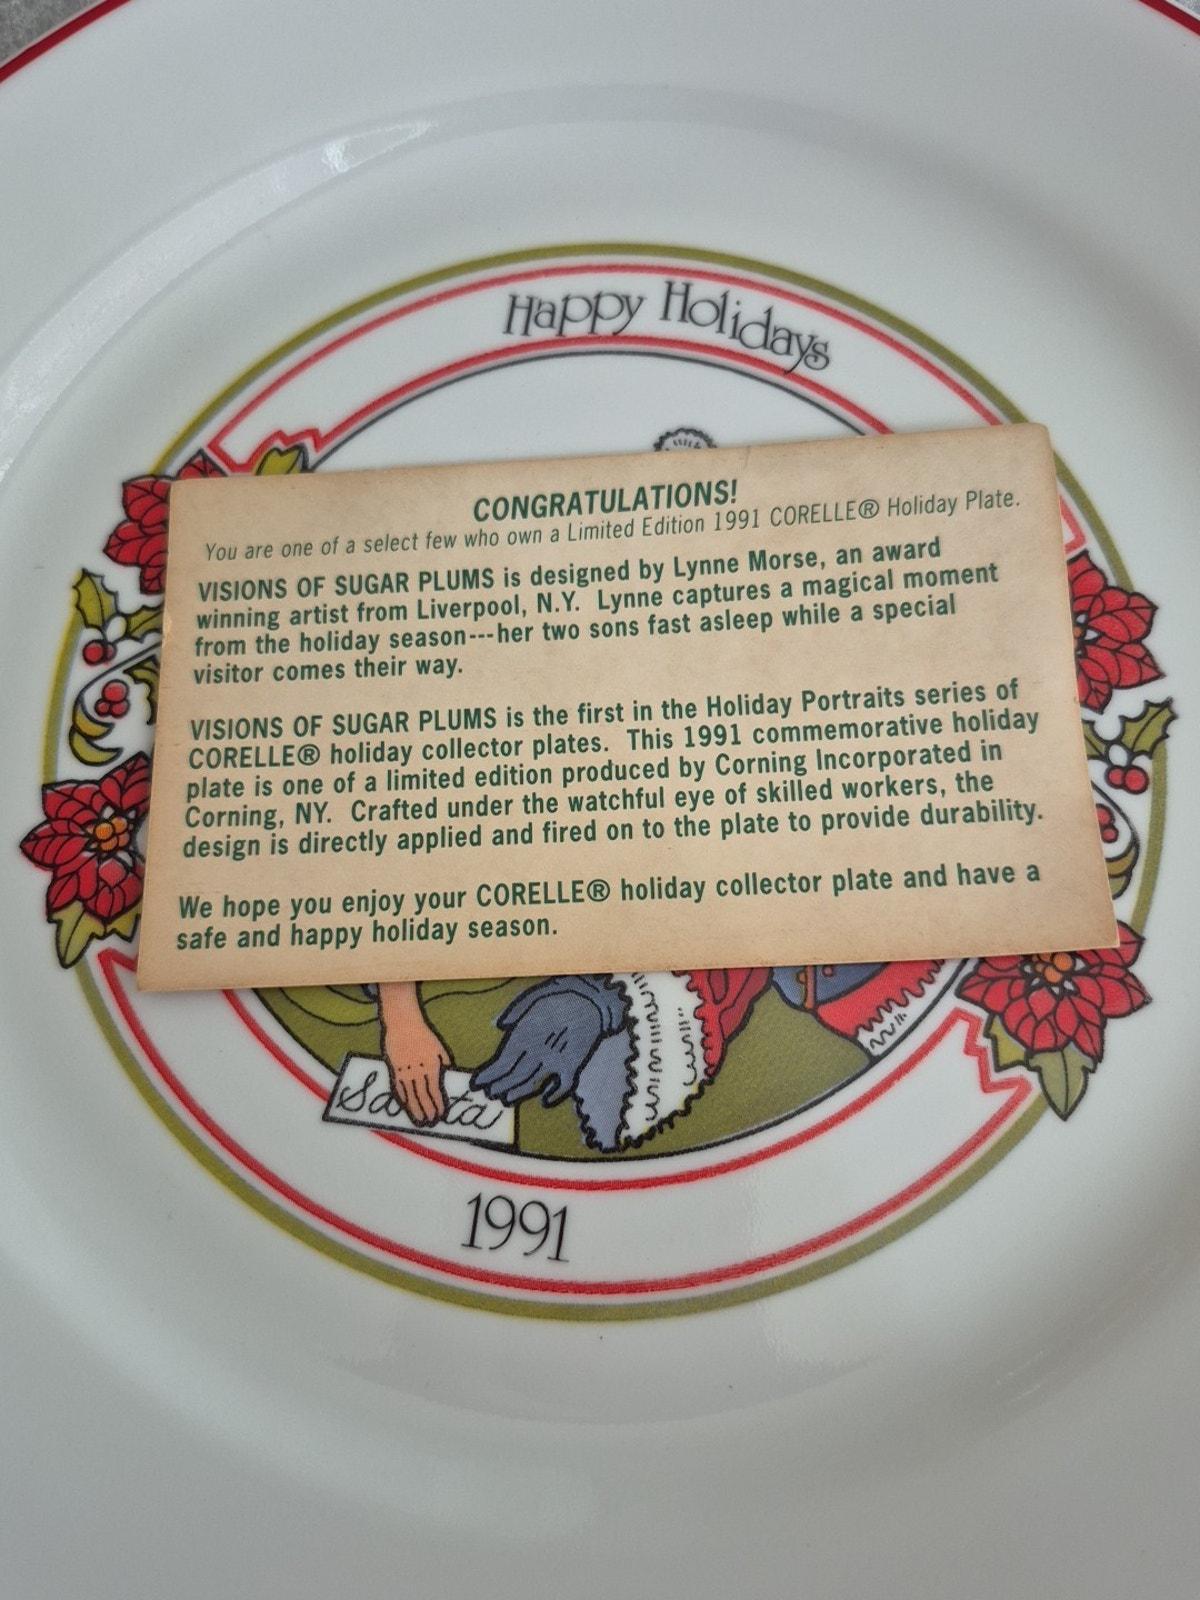 Happy Holidays
CONGRATULATIONS!
You are one of a select few who own a Limited Edition 1991 CORELLE® Holiday Plate.
VISIONS OF SUGAR PLUMS is designed by Lynne Morse, an award
winning artist from Liverpool, N.Y. Lynne captures a magical moment
from the holiday season---her two sons fast asleep while a special
visitor comes their way.
VISIONS OF SUGAR PLUMS is the first in the Holiday Portraits series of
CORELLE® holiday collector plates. This 1991 commemorative holiday
plate is one of a limited edition produced by Corning Incorporated in
Corning, NY. Crafted under the watchful eye of skilled workers, the
design is directly applied and fired on to the plate to provide durability.
We hope you enjoy your CORELLE® holiday collector plate and have a
safe and happy holiday season.
Sa ta
1991